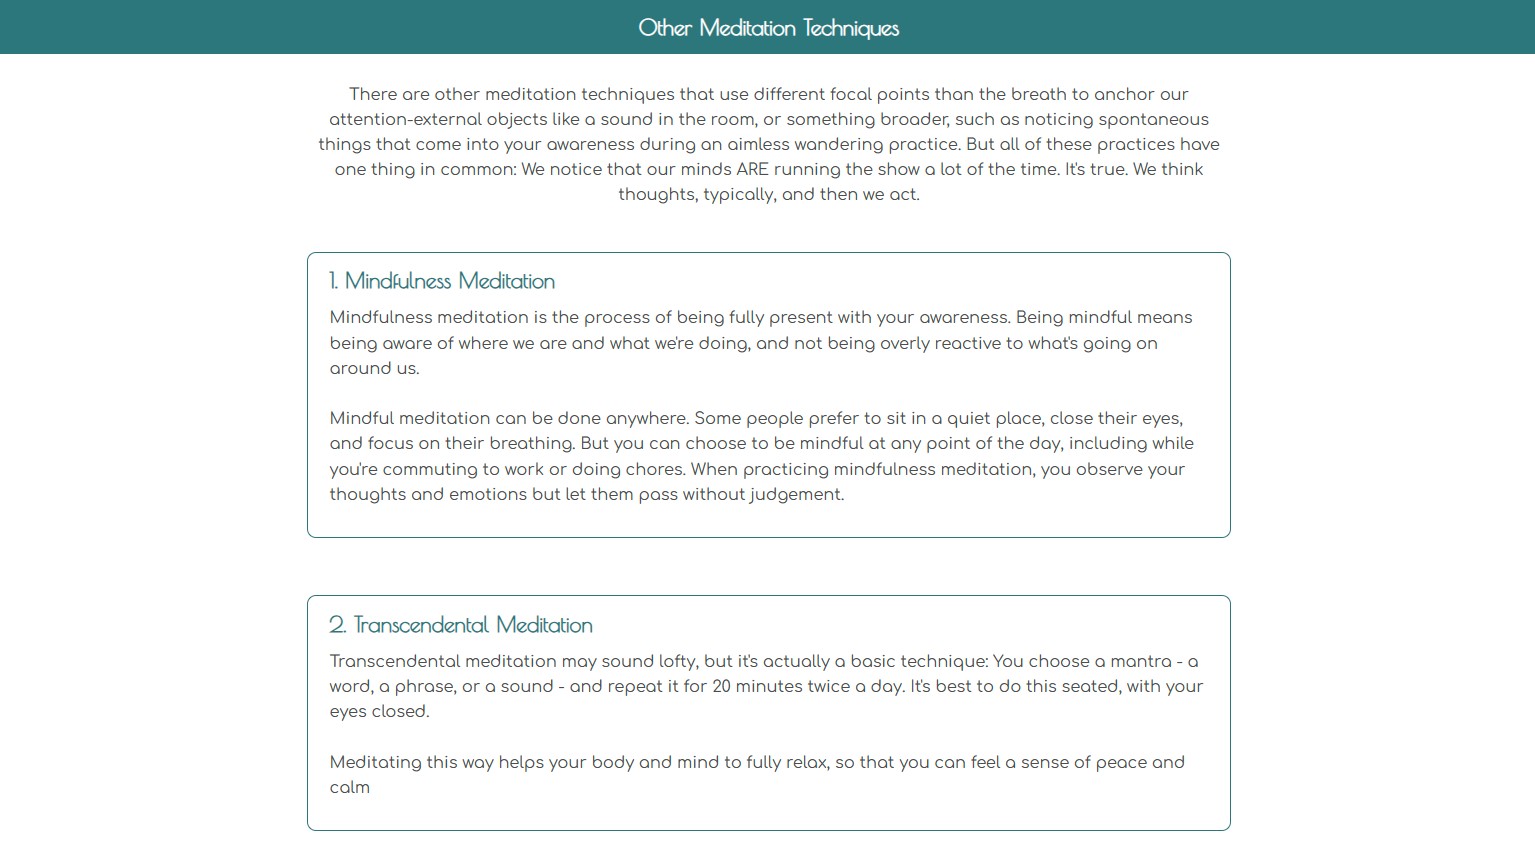 Other Meditation Techniques
There are other meditation techniques that use different focal points than the breath to anchor our
attention-external objects like a sound in the room, or something broader, such as noticing spontaneous
things that come into your awareness during an aimless wandering practice. But all of these practices have
one thing in common: We notice that our minds ARE running the show a lot of the time. It's true. We think
thoughts, typically, and then we act.
1. Mindfulness Meditation
Mindfulness meditation is the process of being fully present with your awareness. Being mindful means
being aware of where we are and what we're doing, and not being overly reactive to what's going on
around us.
Mindful meditation can be done anywhere. Some people prefer to sit in a quiet place, close their eyes,
and focus on their breathing. But you can choose to be mindful at any point of the day, including while
you're commuting to work or doing chores. When practicing mindfulness meditation, you observe your
thoughts and emotions but let them pass without judgement.
2. Transcendental Meditation
Transcendental meditation may sound lofty, but it's actually a basic technique: You choose a mantra - a
word, a phrase, or a sound - and repeat it for 20 minutes twice a day. It's best to do this seated, with your
eyes closed.
Meditating this way helps your body and mind to fully relax, so that you can feel a sense of peace and
calm